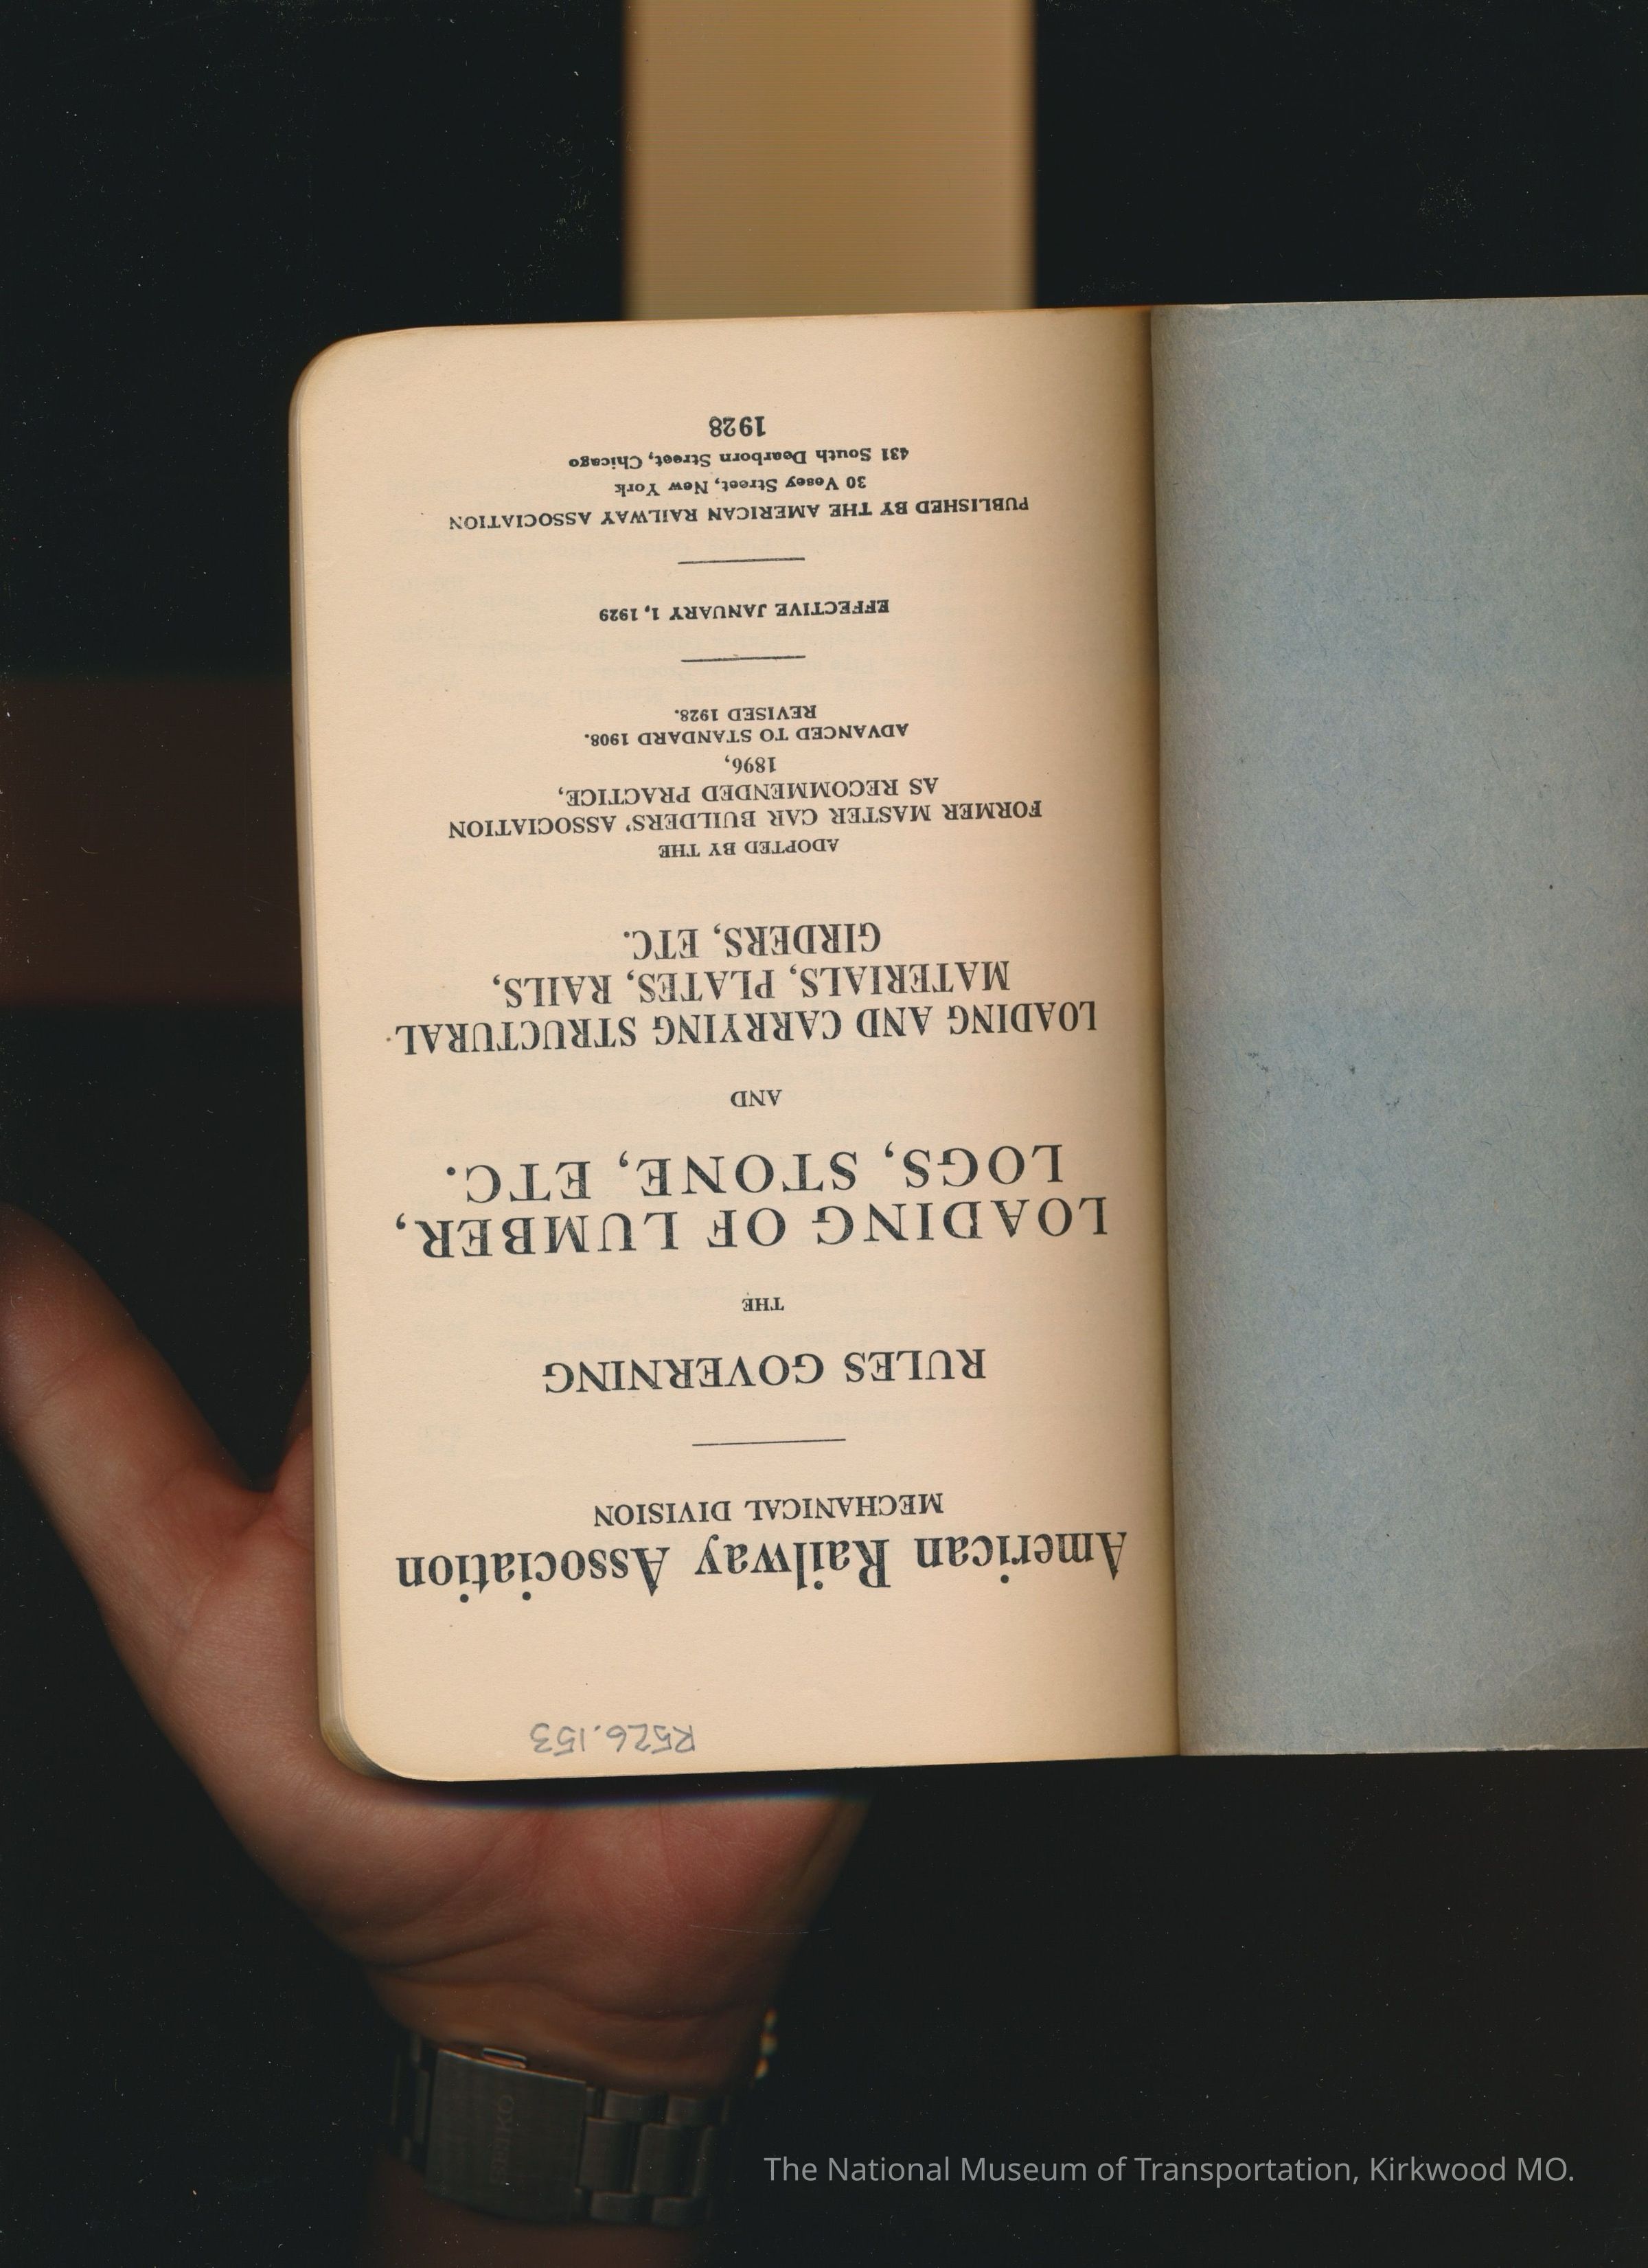 R526.153
American Railway Association
MECHANICAL DIVISION
RULES GOVERNING
THE
LOADING OF LUMBER,
LOGS, STONE, ETC.
AND
LOADING AND CARRYING STRUCTURAL
MATERIALS, PLATES, RAILS,
GIRDERS, ETC.
ADOPTED BY THE
FORMER MASTER CAR BUILDERS' ASSOCIATION
AS RECOMMENDED PRACTICE,
1896,
ADVANCED TO STANDARD 1908.
REVISED 1928.
EFFECTIVE JANUARY 1, 1929
PUBLISHED BY THE AMERICAN RAILWAY ASSOCIATION
30 Vesey Street, New York
431 South Dearborn Street, Chicago
1928
SEIKO
The National Museum of Transportation, Kirkwood MO.